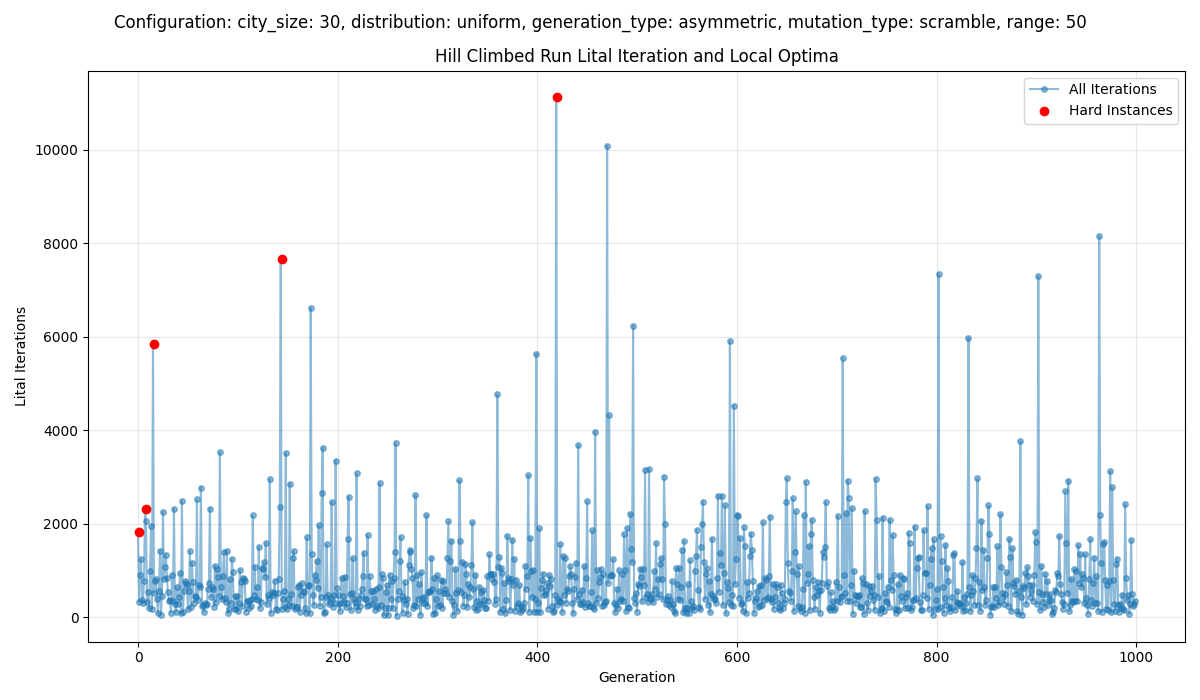 Configuration: city_size: 30, distribution: uniform, generation_type: asymmetric, mutation_type: scramble, range: 50
Hill Climbed Run Lital Iteration and Local Optima
All Iterations
Hard Instances
Lital Iterations
10000
8000
6000
4000
2000
0
0 200 400 600 800 1000
Generation